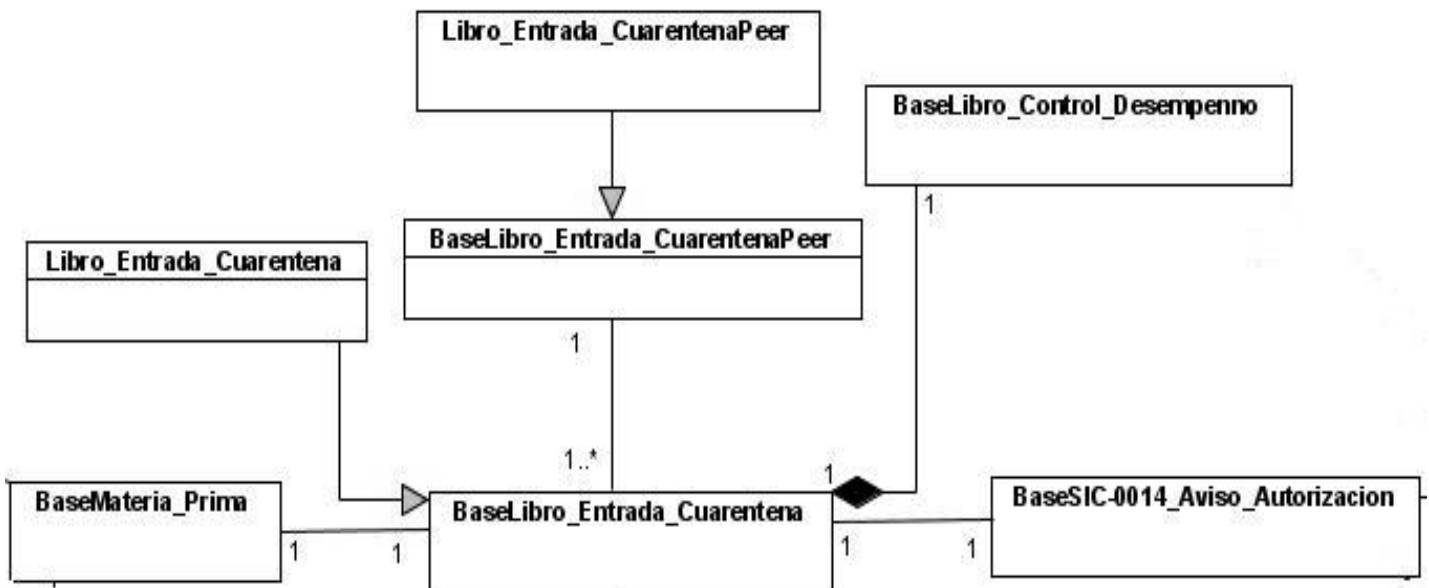 Libro_Entrada_CuarentenaPeer
BaseLibro_Control_Desempenno
1
BaseLibro_Entrada_CuarentenaPeer
Libro_Entrada_Cuarentena
1
1..*
1
BaseMateria_Prima
BaseLibro_Entrada_Cuarentena
BaseSIC-0014_Aviso_Autorizacion
1
1
1
1